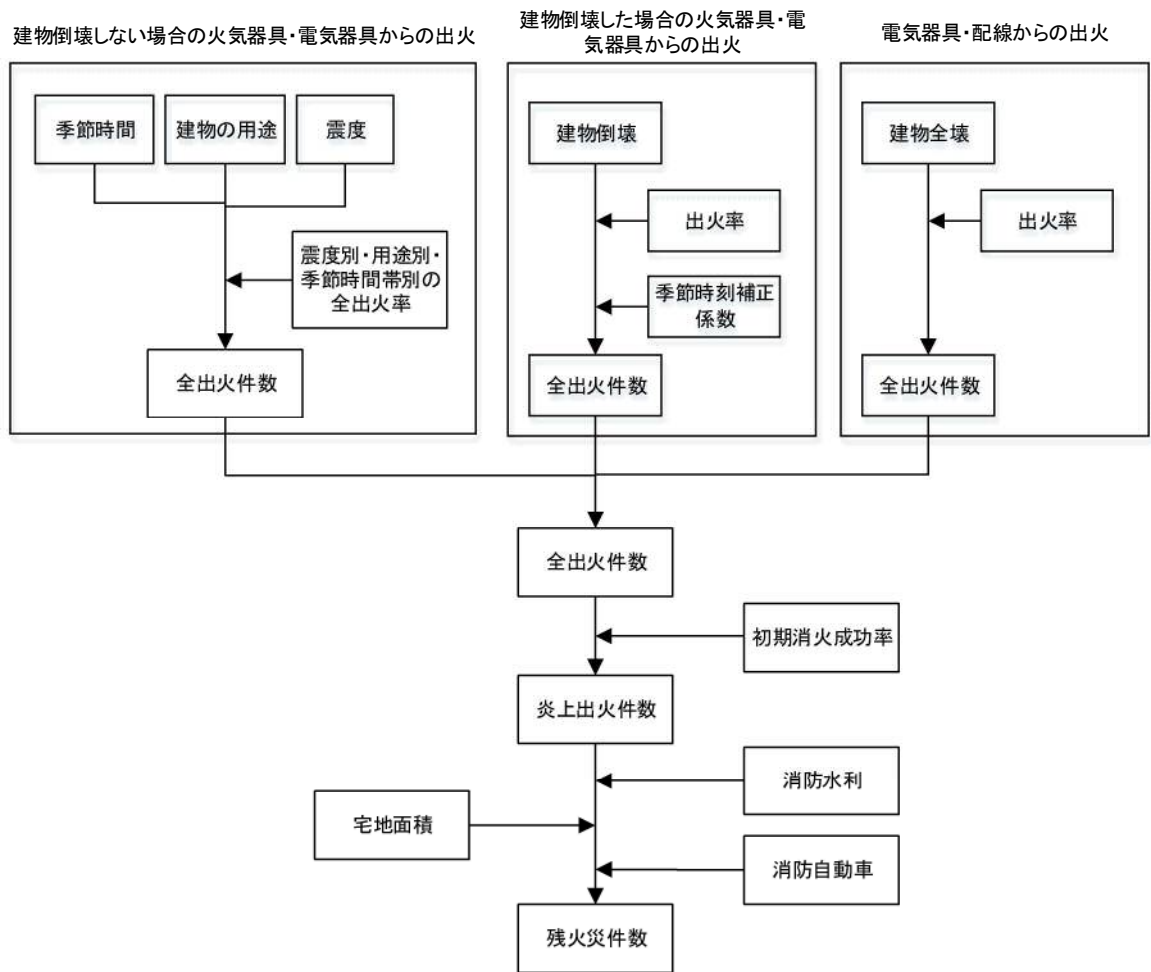 建物倒壊しない場合の火気器具・電気器具からの出火
建物倒壊した場合の火気器具・電
気器具からの出火
電気器具・配線からの出火
季節時間
建物の用途
震度
震度別・用途別・
季節時間帯別の
全出火率
全出火件数
建物倒壊
出火率
季節時刻補正
係数
全出火件数
建物全壊
出火率
全出火件数
全出火件数
初期消火成功率
炎上出火件数
消防水利
宅地面積
消防自動車
残火災件数